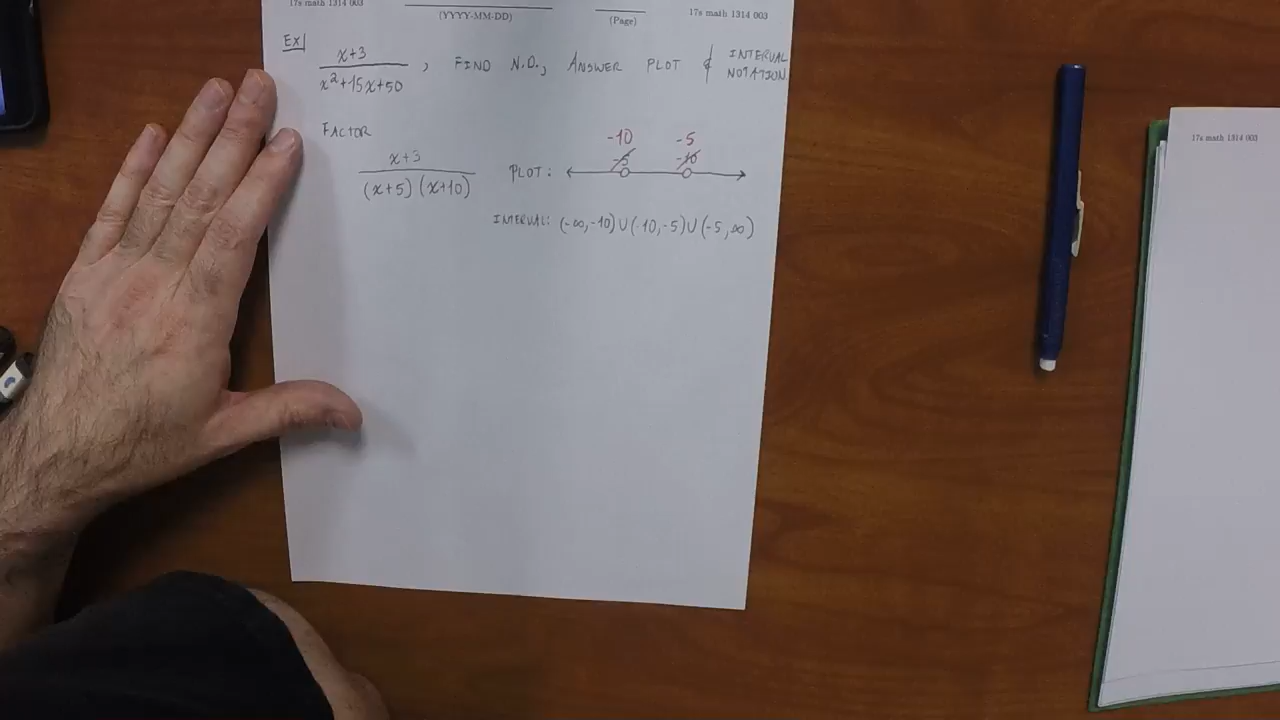 17s math 1314 003
(YYYY-MM-DD)
(Page)
17s math 1314 003
Ex|
x+3
x²+15x+50
, FIND N.D., ANSWER PLOT & INTERVAL NOTATION.
FACTOR
x+3
(x+5)(x+10)
-10 -5
-5 -10
PLOT:
INTERVAL: (-∞,-10)∪(-10,-5)∪(-5,∞)
17s math 1314 003